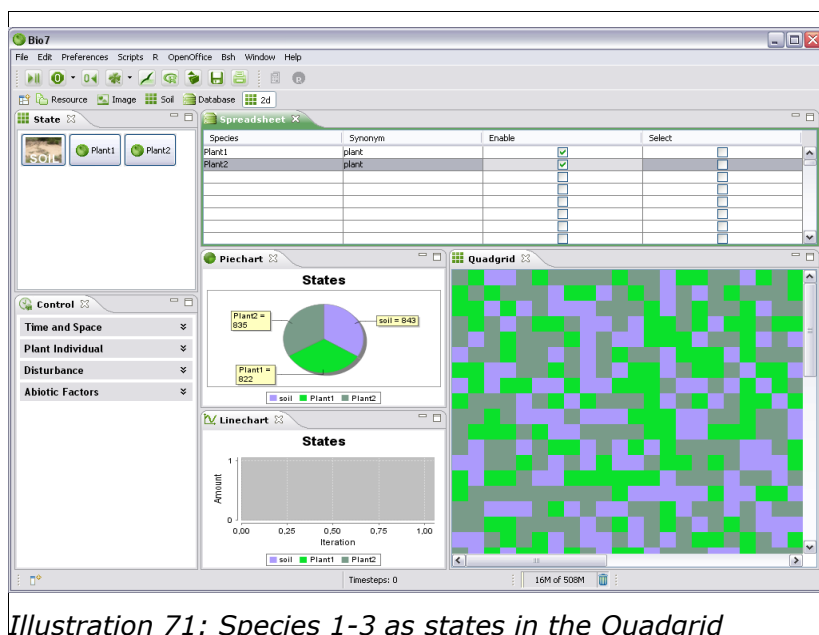 Bio7
File Edit Preferences Scripts R OpenOffice Bsh Window Help
Resource Image Soil Database 2d
State
SOIL Plant1 Plant2
Spreadsheet
Species Synonym Enable Select
Plant1 plant
Plant2 plant
Control
Time and Space
Plant Individual
Disturbance
Abiotic Factors
Piechart
States
Plant2 =
835
soil = 843
Plant1 =
822
soil Plant1 Plant2
Linechart
States
1
Amount
0
0,00 0,25 0,50 0,75 1,00
Iteration
soil Plant1 Plant2
Quadgrid
Timesteps: 0
16M of 508M
Illustration 71: Species 1-3 as states in the Quadgrid